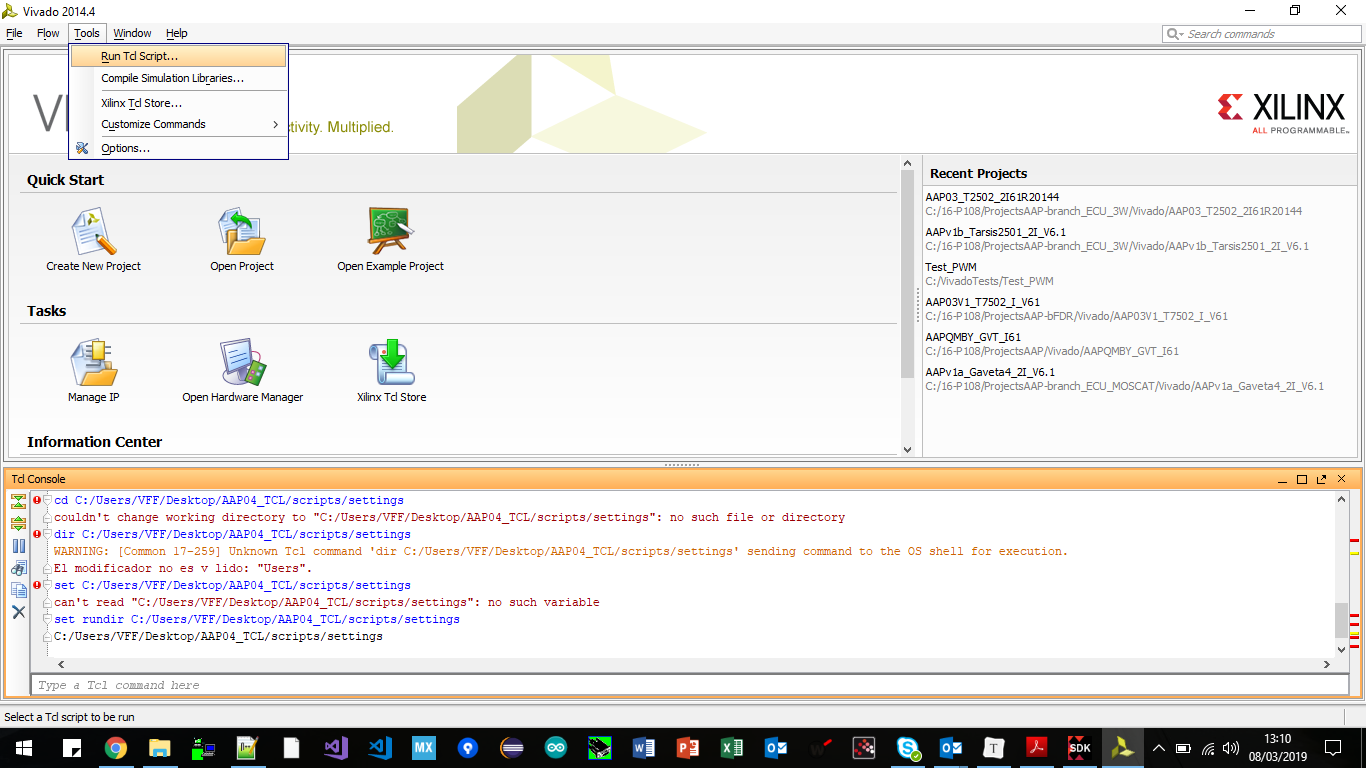 Vivado 2014.4
File Flow Tools Window Help
Search commands
Run Tcl Script...
Compile Simulation Libraries...
Xilinx Tcl Store...
Customize Commands
Options...
ctivity. Multiplied.
XILINX
ALL PROGRAMMABLE™
Quick Start
Create New Project
Open Project
Open Example Project
Tasks
Manage IP
Open Hardware Manager
Xilinx Tcl Store
Information Center
Recent Projects
AAP03_T2502_2I61R20144
C:/16-P108/ProjectsAAP-branch_ECU_3W/Vivado/AAP03_T2502_2I61R20144
AAPv1b_Tarsis2501_2I_V6.1
C:/16-P108/ProjectsAAP-branch_ECU_3W/Vivado/AAPv1b_Tarsis2501_2I_V6.1
Test_PWM
C:/VivadoTests/Test_PWM
AAP03V1_T7502_I_V61
C:/16-P108/ProjectsAAP-bFDR/Vivado/AAP03V1_T7502_I_V61
AAPQMBY_GVT_I61
C:/16-P108/ProjectsAAP/Vivado/AAPQMBY_GVT_I61
AAPv1a_Gaveta4_2I_V6.1
C:/16-P108/ProjectsAAP-branch_ECU_MOSCAT/Vivado/AAPv1a_Gaveta4_2I_V6.1
Tcl Console
cd C:/Users/VFF/Desktop/AAP04_TCL/scripts/settings
couldn't change working directory to "C:/Users/VFF/Desktop/AAP04_TCL/scripts/settings": no such file or directory
dir C:/Users/VFF/Desktop/AAP04_TCL/scripts/settings
WARNING: [Common 17-259] Unknown Tcl command 'dir C:/Users/VFF/Desktop/AAP04_TCL/scripts/settings' sending command to the OS shell for execution.
El modificador no es v lido: "Users".
set C:/Users/VFF/Desktop/AAP04_TCL/scripts/settings
can't read "C:/Users/VFF/Desktop/AAP04_TCL/scripts/settings": no such variable
set rundir C:/Users/VFF/Desktop/AAP04_TCL/scripts/settings
C:/Users/VFF/Desktop/AAP04_TCL/scripts/settings
Type a Tcl command here
Select a Tcl script to be run
MX
SDK
13:10
08/03/2019